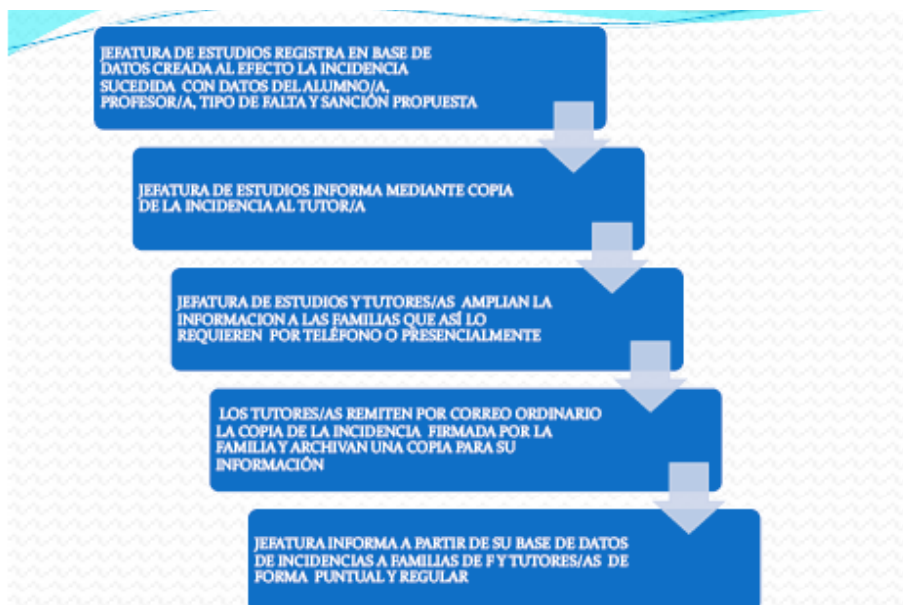 JEFATURA DE ESTUDIOS REGISTRA EN BASE DE
DATOS CREADA AL EFECTO LA INCIDENCIA
SUCEDIDA CON DATOS DEL ALUMNO/A,
PROFESOR/A, TIPO DE FALTA Y SANCIÓN PROPUESTA
JEFATURA DE ESTUDIOS INFORMA MEDIANTE COPIA
DE LA INCIDENCIA AL TUTOR/A
JEFATURA DE ESTUDIOS Y TUTORES/AS AMPLIAN LA
INFORMACION A LAS FAMILIAS QUE ASÍ LO
REQUIEREN POR TELÉFONO O PRESENCIALMENTE
LOS TUTORES/AS REMITEN POR CORREO ORDINARIO
LA COPIA DE LA INCIDENCIA FIRMADA POR LA
FAMILIA Y ARCHIVAN UNA COPIA PARA SU
INFORMACIÓN
JEFATURA INFORMA A PARTIR DE SU BASE DE DATOS
DE INCIDENCIAS A FAMILIAS DE F Y TUTORES/AS DE
FORMA PUNTUAL Y REGULAR